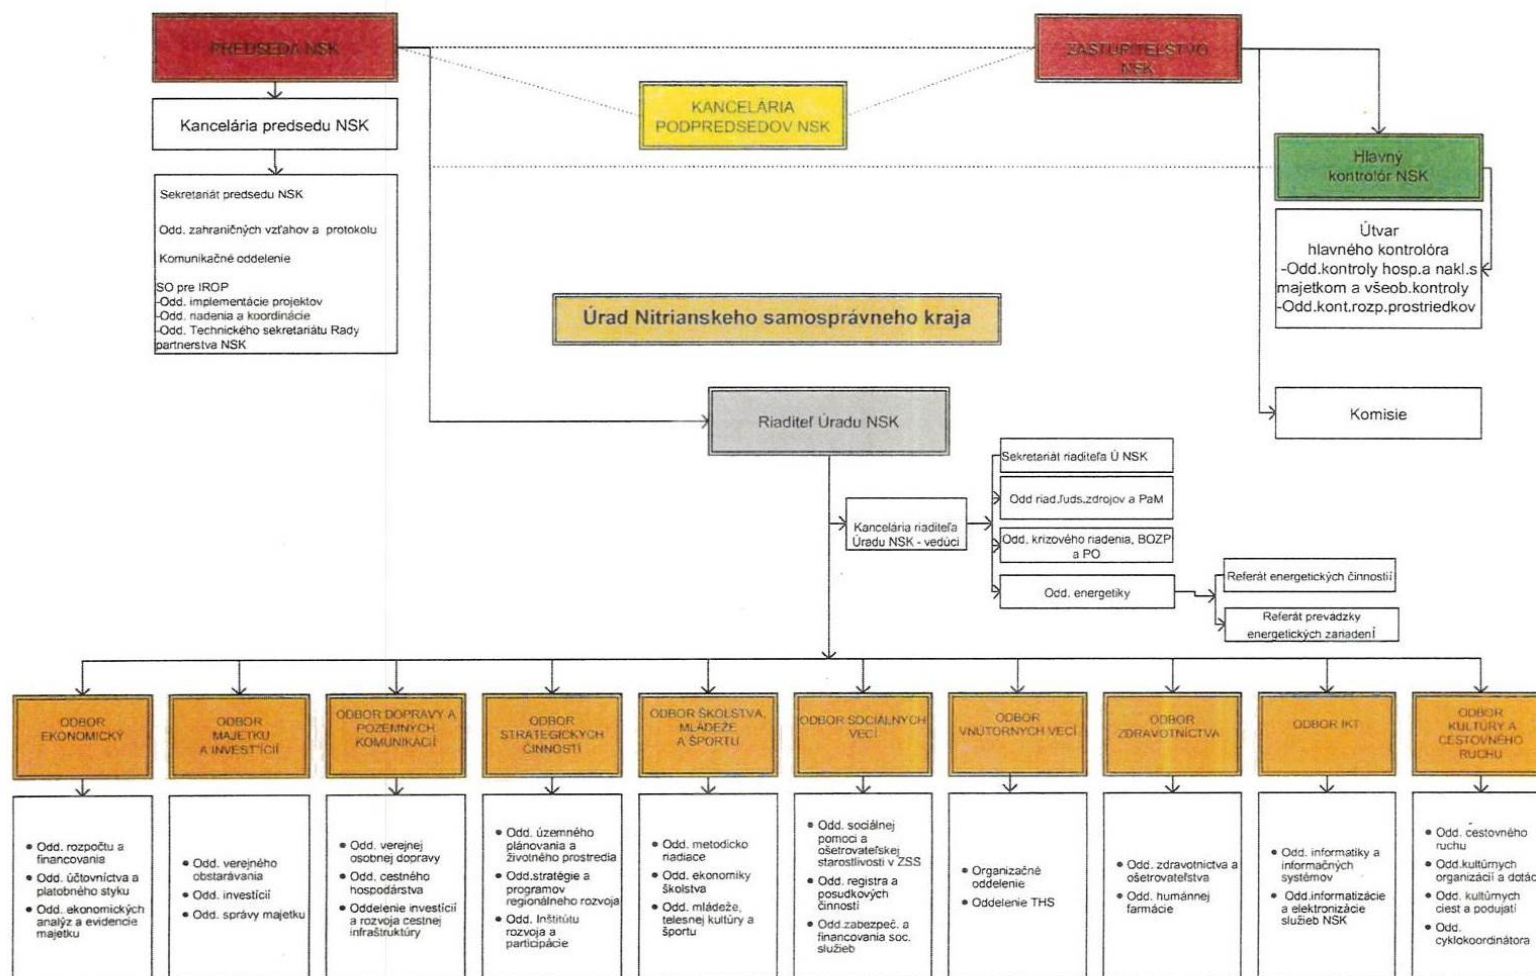 PREDSEDA NSK
ZASTUPITEĽSTVO
NSK
KANCELÁRIA
PODPREDSEDOV NSK
Kancelária predsedu NSK
Hlavný
kontrolór NSK
Sekretariát predsedu NSK
Odd. zahraničných vzťahov a protokolu
Komunikačné oddelenie
SO pre IROP
-Odd. implementácie projektov
-Odd. riadenia a koordinácie
-Odd. Technického sekretariátu Rady
partnerstva NSK
Útvar
hlavného kontrolóra
-Odd.kontroly hosp.a nakl.s
majetkom a všeob.kontroly
-Odd.kont.rozp.prostriedkov
Úrad Nitrianskeho samosprávneho kraja
Riaditeľ Úradu NSK
Komisie
Kancelária riaditeľa
Úradu NSK - vedúci
Sekretariát riaditeľa Ú NSK
Odd riad.ľuds.zdrojov a PaM
Odd. krízového riadenia, BOZP
a PO
Odd. energetiky
Referát energetických činností
Referát prevádzky
energetických zariadení
ODBOR
EKONOMICKÝ
ODBOR
MAJETKU
A INVESTÍCIÍ
ODBOR DOPRAVY A
POZEMNÝCH
KOMUNIKÁCIÍ
ODBOR
STRATEGICKÝCH
ČINNOSTÍ
ODBOR ŠKOLSTVA,
MLÁDEŽE
A ŠPORTU
ODBOR SOCIÁLNYCH
VECÍ
ODBOR
VNÚTORNÝCH VECÍ
ODBOR
ZDRAVOTNÍCTVA
ODBOR IKT
ODBOR
KULTÚRY A
CESTOVNÉHO
RUCHU
• Odd. rozpočtu a
financovania
• Odd. účtovníctva a
platobného styku
• Odd. ekonomických
analýz a evidencie
majetku
• Odd. verejného
obstarávania
• Odd. investícií
• Odd. správy majetku
• Odd. verejnej
osobnej dopravy
• Odd. cestného
hospodárstva
• Oddelenie investícií
a rozvoja cestnej
infraštruktúry
• Odd. územného
plánovania a
životného prostredia
• Odd.stratégie a
programov
regionálneho rozvoja
• Odd. Inštitútu
rozvoja a
participácie
• Odd. metodicko
riadiace
• Odd. ekonomiky
školstva
• Odd. mládeže,
telesnej kultúry a
športu
• Odd. sociálnej
pomoci a
ošetrovateľskej
starostlivosti v ZSS
• Odd. registra a
posudkových
činností
• Odd.zabezpeč. a
financovania soc.
služieb
• Organizačné
oddelenie
• Oddelenie THS
• Odd. zdravotníctva a
ošetrovateľstva
• Odd. humánnej
farmácie
• Odd. informatiky a
informačných
systémov
• Odd.informatizácie
a elektronizácie
služieb NSK
• Odd. cestovného
ruchu
• Odd.kultúrnych
organizácií a dotác
• Odd. kultúrnych
ciest a podujatí
• Odd.
cyklokoordinátora